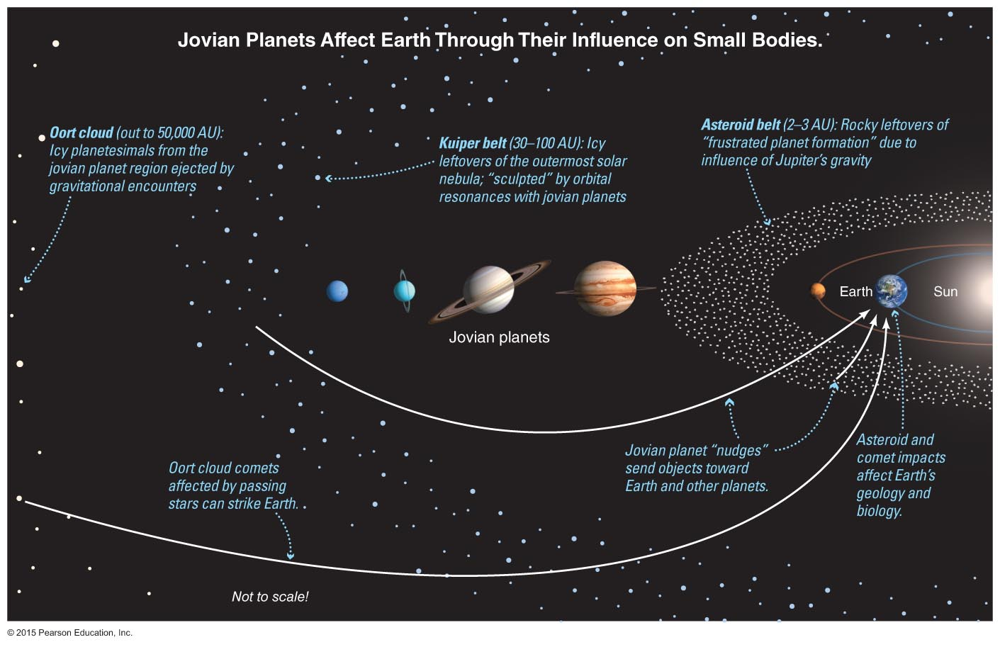 Jovian Planets Affect Earth Through Their Influence on Small Bodies.
Oort cloud (out to 50,000 AU):
Icy planetesimals from the
jovian planet region ejected by
gravitational encounters
Kuiper belt (30–100 AU): Icy
leftovers of the outermost solar
nebula; “sculpted” by orbital
resonances with jovian planets
Asteroid belt (2–3 AU): Rocky leftovers of
“frustrated planet formation” due to
influence of Jupiter’s gravity
Earth
Sun
Jovian planets
Oort cloud comets
affected by passing
stars can strike Earth.
Jovian planet “nudges”
send objects toward
Earth and other planets.
Asteroid and
comet impacts
affect Earth’s
geology and
biology.
Not to scale!
© 2015 Pearson Education, Inc.